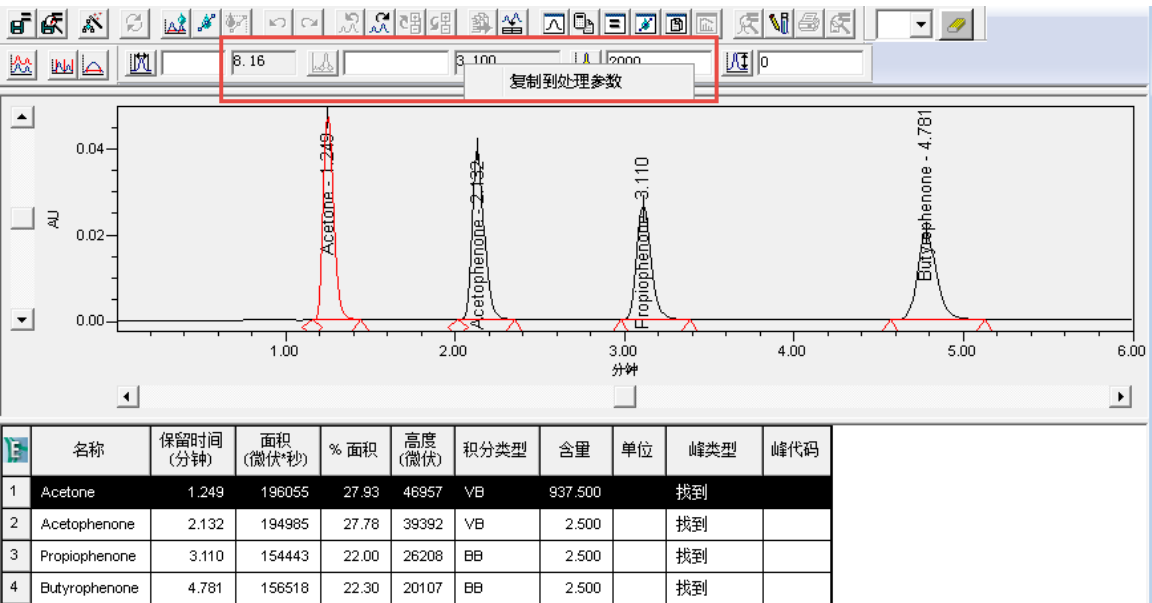 8.16
3.100
2000
0
复制到处理参数
0.04
0.02
0.00
AU
Acetone - 1.249
Acetophenone - 2.132
Propiophenone - 3.110
Butyrophenone - 4.781
1.00 2.00 3.00 4.00 5.00 6.00
分钟
名称 保留时间 (分钟) 面积 (微伏*秒) % 面积 高度 (微伏) 积分类型 含量 单位 峰类型 峰代码
1 Acetone 1.249 196055 27.93 46957 VB 937.500 找到
2 Acetophenone 2.132 194985 27.78 39392 VB 2.500 找到
3 Propiophenone 3.110 154443 22.00 26208 BB 2.500 找到
4 Butyrophenone 4.781 156518 22.30 20107 BB 2.500 找到